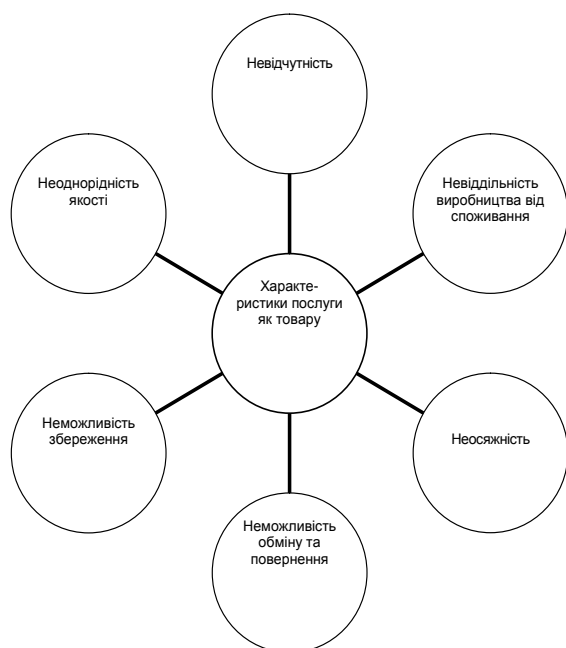 Невідчутність
Неоднорідність
якості
Невіддільність
виробництва від
споживання
Характе-
ристики послуги
як товару
Неможливість
збереження
Неосяжність
Неможливість
обміну та
повернення